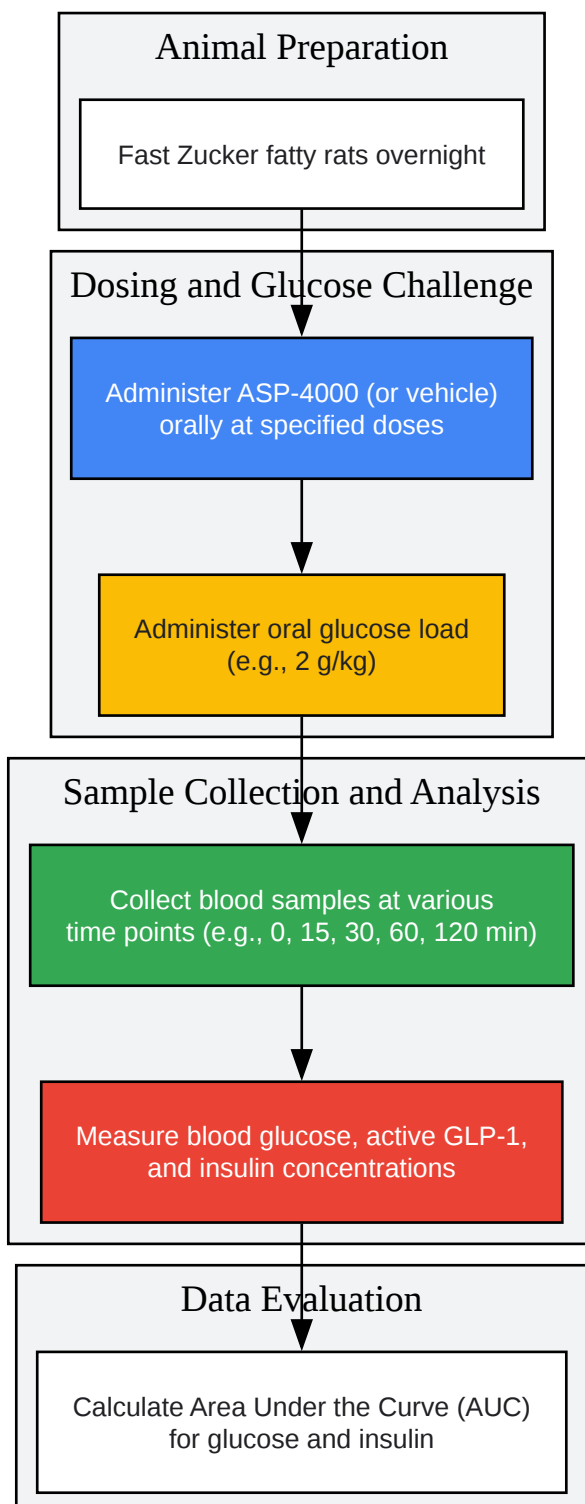 Animal Preparation
Fast Zucker fatty rats overnight
Dosing and Glucose Challenge
Administer ASP-4000 (or vehicle)
orally at specified doses
Administer oral glucose load
(e.g., 2 g/kg)
Sample Collection and Analysis
Collect blood samples at various
time points (e.g., 0, 15, 30, 60, 120 min)
Measure blood glucose, active GLP-1,
and insulin concentrations
Data Evaluation
Calculate Area Under the Curve (AUC)
for glucose and insulin